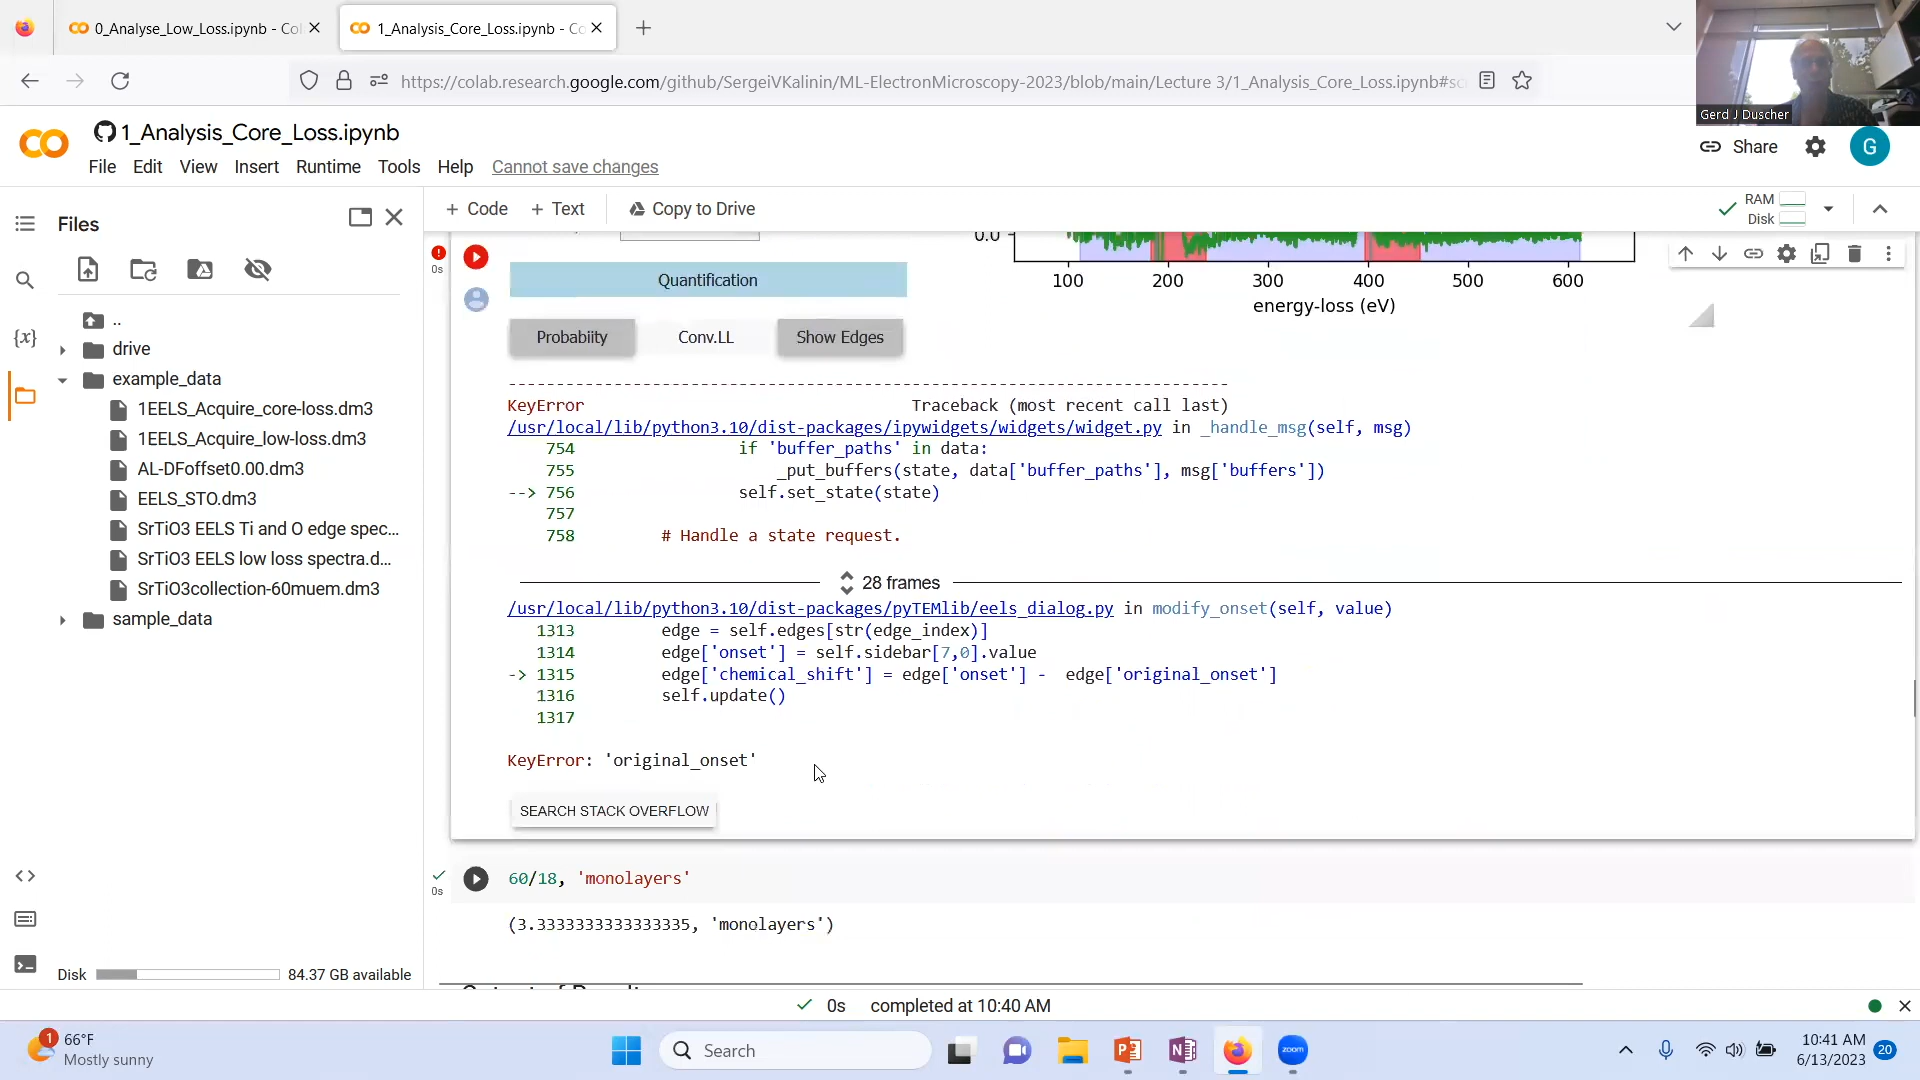 0_Analyse_Low_Loss.ipynb - Col
1_Analysis_Core_Loss.ipynb - Co
https://colab.research.google.com/github/SergeiVKalinin/ML-ElectronMicroscopy-2023/blob/main/Lecture 3/1_Analysis_Core_Loss.ipynb#sc
Gerd J Duscher
1_Analysis_Core_Loss.ipynb
File Edit View Insert Runtime Tools Help Cannot save changes
Share
G
Files
+ Code + Text Copy to Drive
RAM
Disk
..
drive
example_data
1EELS_Acquire_core-loss.dm3
1EELS_Acquire_low-loss.dm3
AL-DFoffset0.00.dm3
EELS_STO.dm3
SrTiO3 EELS Ti and O edge spec...
SrTiO3 EELS low loss spectra.d...
SrTiO3collection-60muem.dm3
sample_data
{x}
Disk 84.37 GB available
0s
Quantification
Probabiity Conv.LL Show Edges
0.0
100 200 300 400 500 600
energy-loss (eV)
---------------------------------------------------------------------------
KeyError Traceback (most recent call last)
/usr/local/lib/python3.10/dist-packages/ipywidgets/widgets/widget.py in _handle_msg(self, msg)
754 if 'buffer_paths' in data:
755 _put_buffers(state, data['buffer_paths'], msg['buffers'])
--> 756 self.set_state(state)
757
758 # Handle a state request.
28 frames
/usr/local/lib/python3.10/dist-packages/pyTEMlib/eels_dialog.py in modify_onset(self, value)
1313 edge = self.edges[str(edge_index)]
1314 edge['onset'] = self.sidebar[7,0].value
-> 1315 edge['chemical_shift'] = edge['onset'] - edge['original_onset']
1316 self.update()
1317
KeyError: 'original_onset'
SEARCH STACK OVERFLOW
0s
60/18, 'monolayers'
(3.3333333333333335, 'monolayers')
0s completed at 10:40 AM
1
66°F
Mostly sunny
Search
zoom
10:41 AM
6/13/2023
20